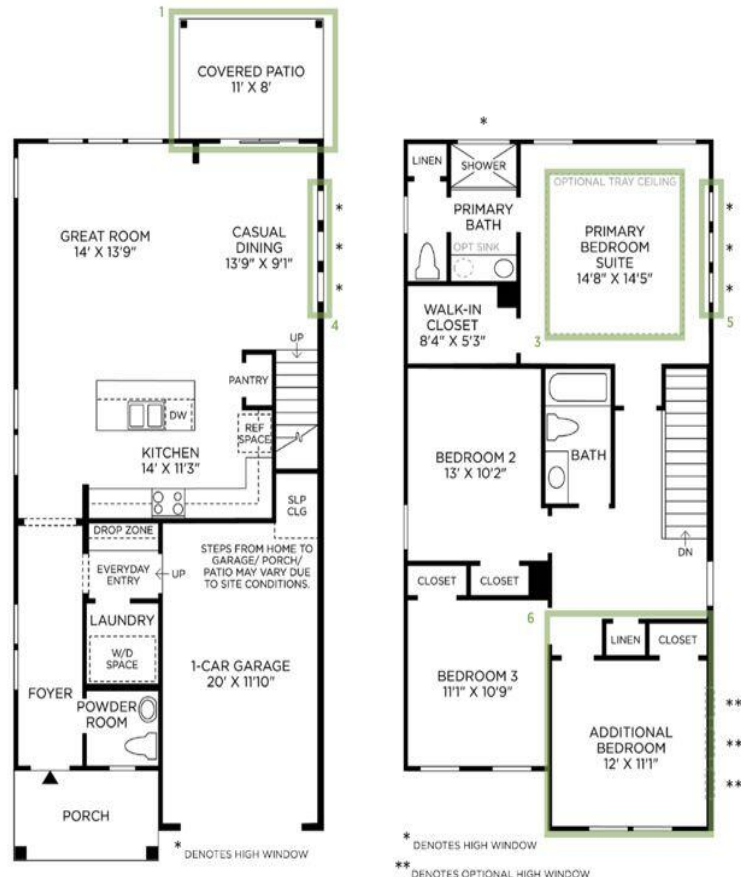 1
COVERED PATIO
11' X 8'
GREAT ROOM
14' X 13'9"
CASUAL
DINING
13'9" X 9'1"
*
*
*
4
UP
PANTRY
DW
REF
SPACE
KITCHEN
14' X 11'3"
SLP
CLG
DROP ZONE
STEPS FROM HOME TO
GARAGE/ PORCH/
PATIO MAY VARY DUE
TO SITE CONDITIONS.
EVERYDAY
ENTRY
UP
LAUNDRY
W/D
SPACE
1-CAR GARAGE
20' X 11'10"
FOYER
POWDER
ROOM
PORCH
* DENOTES HIGH WINDOW
*
LINEN
SHOWER
OPTIONAL TRAY CEILING
PRIMARY
BATH
OPT SINK
PRIMARY
BEDROOM
SUITE
14'8" X 14'5"
*
*
*
5
3
WALK-IN
CLOSET
8'4" X 5'3"
BEDROOM 2
13' X 10'2"
BATH
DN
CLOSET
CLOSET
6
LINEN
CLOSET
BEDROOM 3
11'1" X 10'9"
ADDITIONAL
BEDROOM
12' X 11'1"
**
**
**
* DENOTES HIGH WINDOW
** DENOTES OPTIONAL HIGH WINDOW